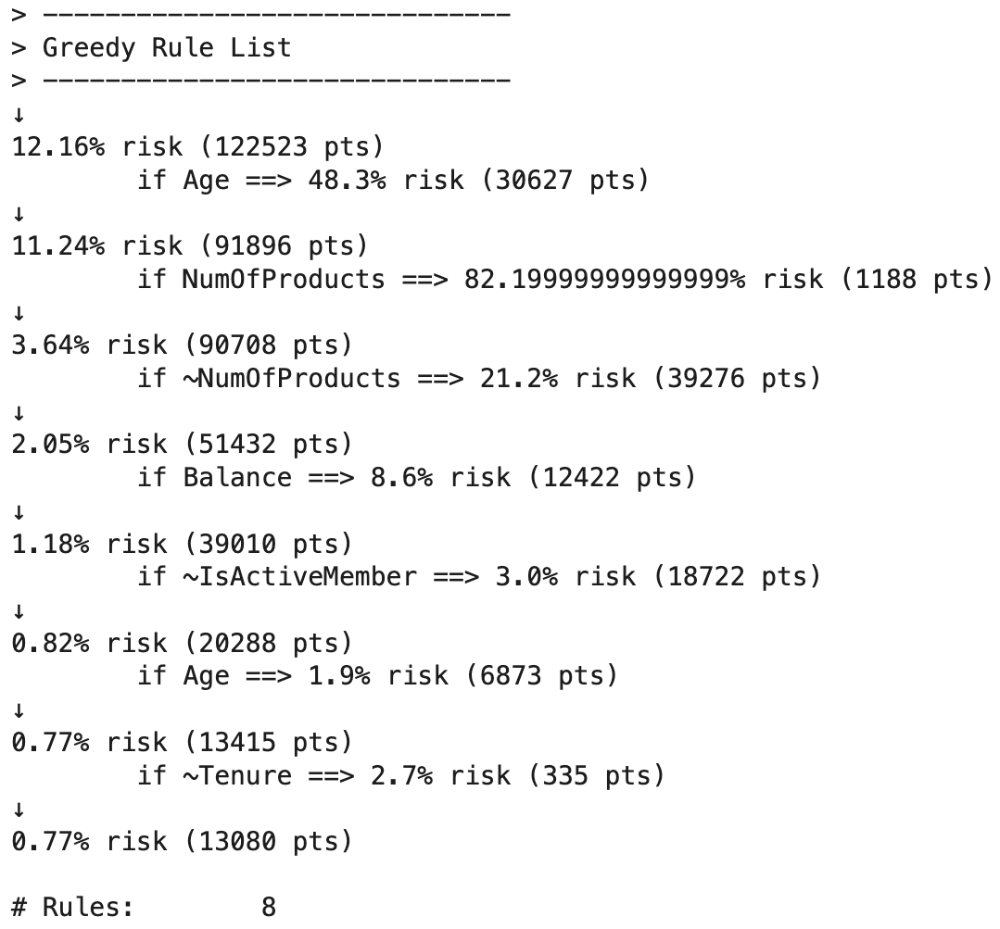 > ------------------------------
> Greedy Rule List
> ------------------------------
↓
12.16% risk (122523 pts)
        if Age ==> 48.3% risk (30627 pts)
↓
11.24% risk (91896 pts)
        if NumOfProducts ==> 82.19999999999999% risk (1188 pts)
↓
3.64% risk (90708 pts)
        if ~NumOfProducts ==> 21.2% risk (39276 pts)
↓
2.05% risk (51432 pts)
        if Balance ==> 8.6% risk (12422 pts)
↓
1.18% risk (39010 pts)
        if ~IsActiveMember ==> 3.0% risk (18722 pts)
↓
0.82% risk (20288 pts)
        if Age ==> 1.9% risk (6873 pts)
↓
0.77% risk (13415 pts)
        if ~Tenure ==> 2.7% risk (335 pts)
↓
0.77% risk (13080 pts)
# Rules:        8